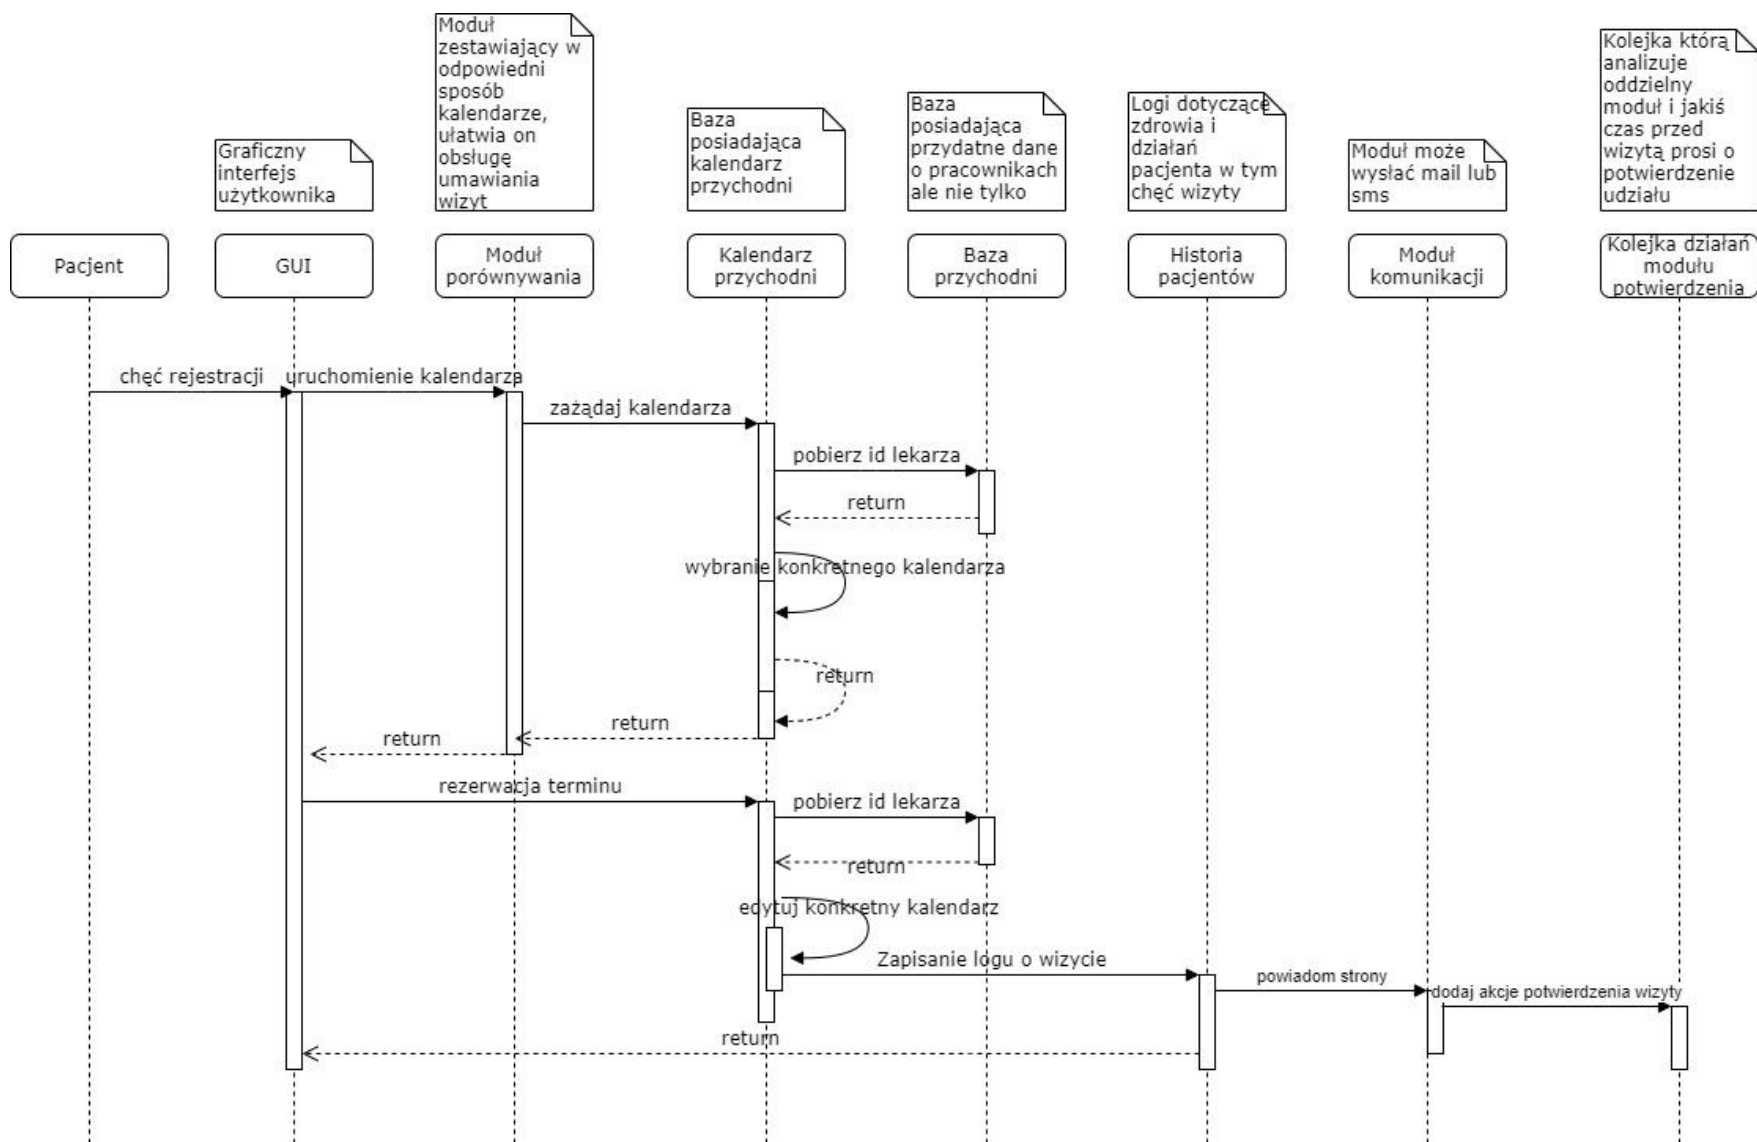 Moduł
zestawiający w
odpowiedni
sposób
kalendarze,
ułatwia on
obsługę
umawiania
wizyt
Kolejka którą
analizuje
oddzielny
moduł i jakiś
czas przed
wizytą prosi o
potwierdzenie
udziału
Graficzny
interfejs
użytkownika
Baza
posiadająca
kalendarz
przychodni
Baza
posiadająca
przydatne dane
o pracownikach
ale nie tylko
Logi dotyczące
zdrowia i
działań
pacjenta w tym
chęć wizyty
Moduł może
wysłać mail lub
sms
Pacjent
GUI
Moduł
porównywania
Kalendarz
przychodni
Baza
przychodni
Historia
pacjentów
Moduł
komunikacji
Kolejka działań
modułu
potwierdzenia
chęć rejestracji
uruchomienie kalendarza
zażądaj kalendarza
pobierz id lekarza
return
wybranie konkretnego kalendarza
return
return
return
rezerwacja terminu
pobierz id lekarza
return
edytuj konkretny kalendarz
Zapisanie logu o wizycie
powiadom strony
dodaj akcje potwierdzenia wizyty
return